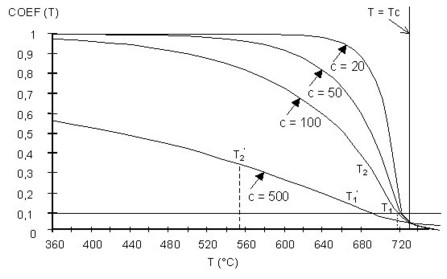 COEF (T)
T = Tc
1
0,9
0,8
0,7
0,6
0,5
0,4
0,3
0,2
0,1
0
c = 20
c = 50
c = 100
c = 500
T2'
T2
T1'
T1
360 400 440 480 520 560 600 640 680 720
T (°C)